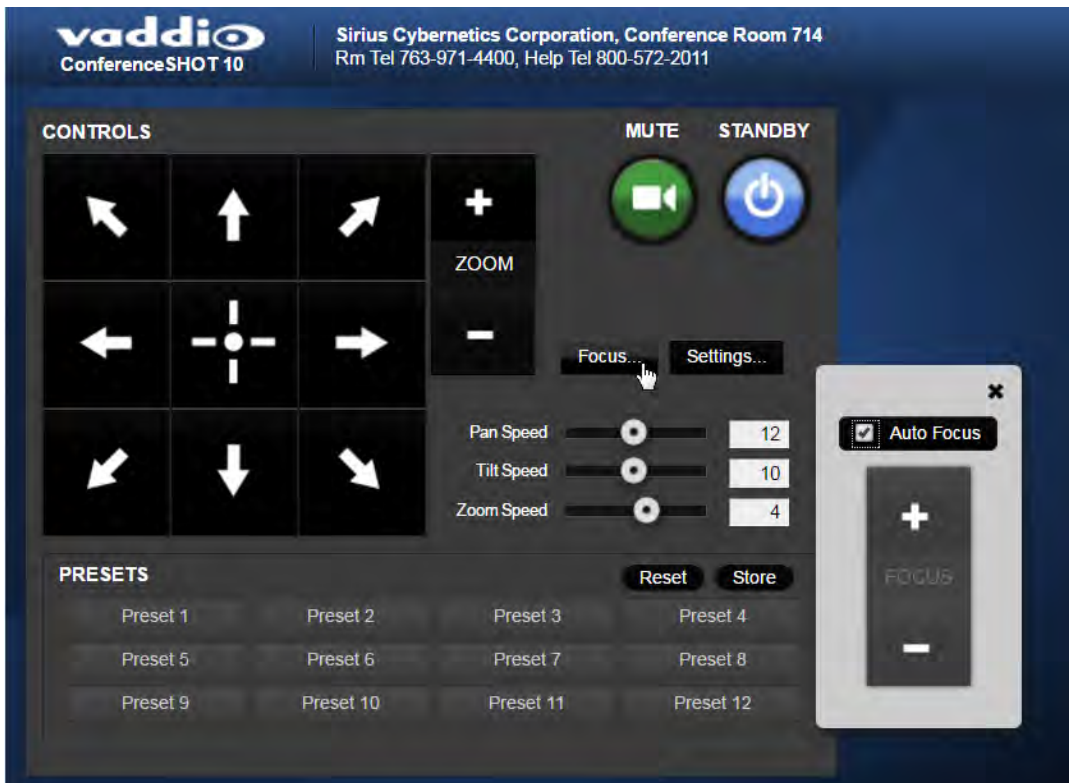 vaddio
ConferenceSHOT 10
Sirius Cybernetics Corporation, Conference Room 714
Rm Tel 763-971-4400, Help Tel 800-572-2011
CONTROLS
MUTE STANDBY
ZOOM
Focus... Settings...
Pan Speed 12
Tilt Speed 10
Zoom Speed 4
Auto Focus
FOCUS
PRESETS
Reset Store
Preset 1 Preset 2 Preset 3 Preset 4
Preset 5 Preset 6 Preset 7 Preset 8
Preset 9 Preset 10 Preset 11 Preset 12